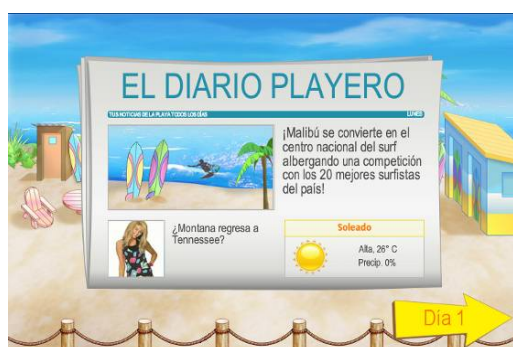 EL DIARIO PLAYERO
TUS NOTICIAS DE LA PLAYA TODOS LOS DÍAS
LUNES
¡Malibú se convierte en el
centro nacional del surf
albergando una competición
con los 20 mejores surfistas
del país!
¿Montana regresa a
Tennessee?
Soleado
Alta, 26° C
Precip. 0%
Dia 1